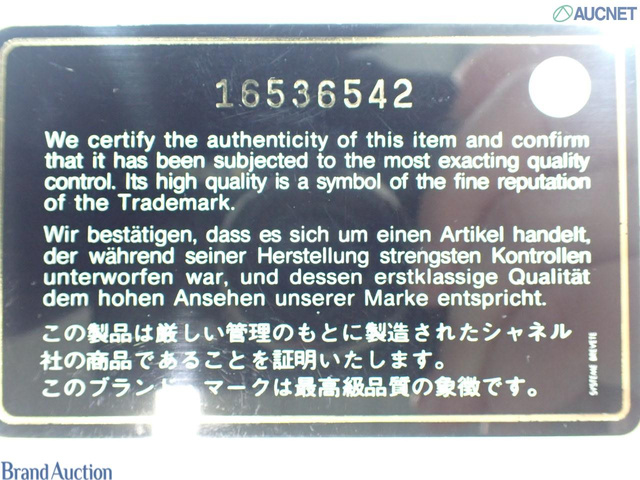 AUCNET
16536542
We certify the authenticity of this item and confirm
that it has been subjected to the most exacting quality
control. Its high quality is a symbol of the fine reputation
of the Trademark.
Wir bestätigen, dass es sich um einen Artikel handelt,
der während seiner Herstellung strengsten Kontrollen
unterworfen war, und dessen erstklassige Qualität
dem hohen Ansehen unserer Marke entspricht.
この製品は厳しい管理のもとに製造されたシャネル
社の商品であることを証明いたします。
このブランド マークは最高級品質の象徴です。
SYSTEME BREVETE
Brand Auction